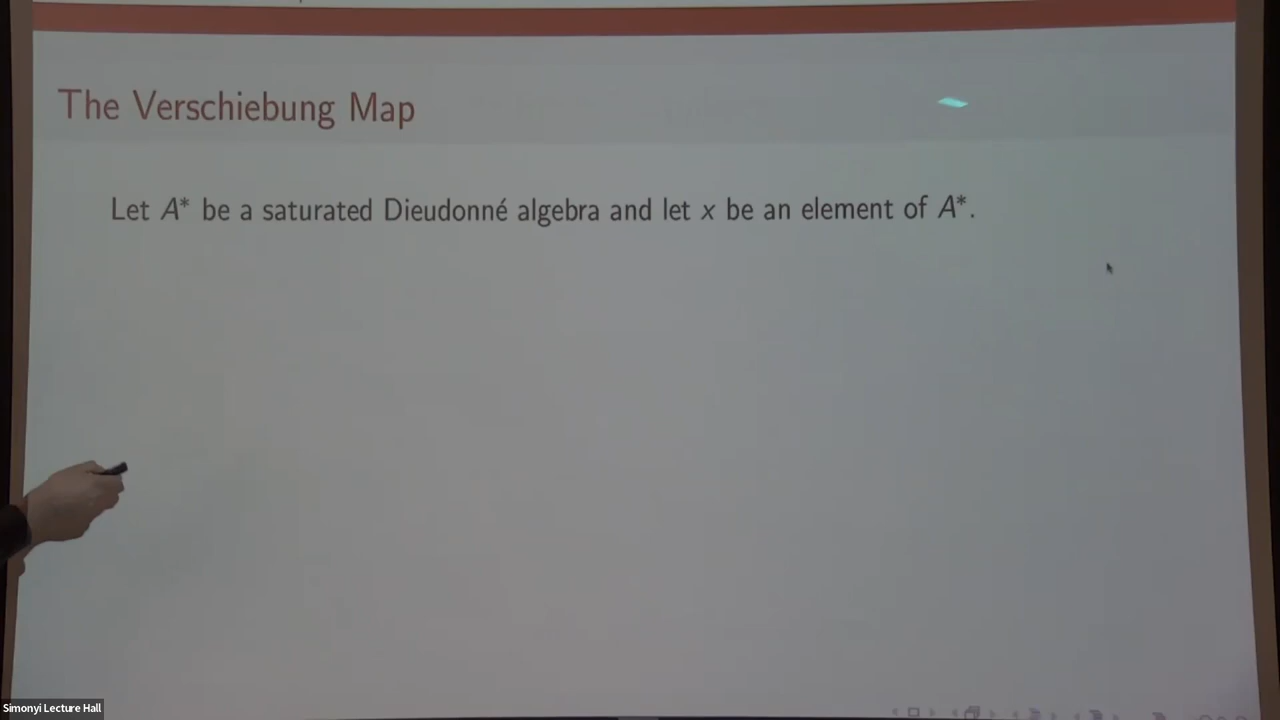 The Verschiebung Map
Let A* be a saturated Dieudonné algebra and let x be an element of A*.
Simonyi Lecture Hall